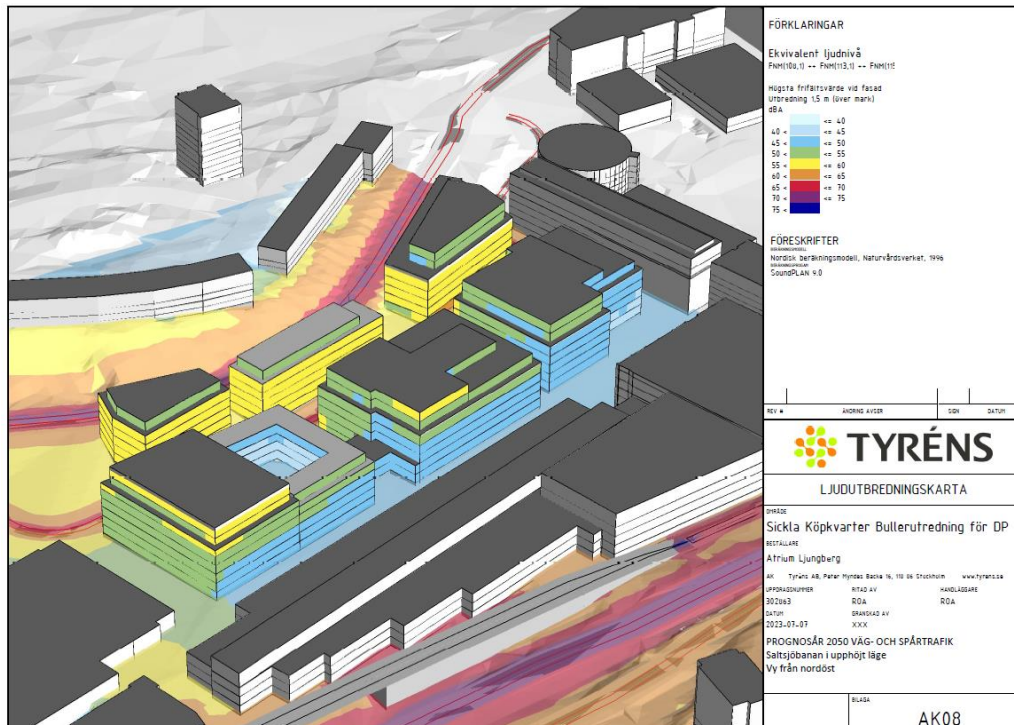 FÖRKLARINGAR
Ekvivalent ljudnivå
Högsta frifältsvärde vid fasad
Utbredning 1,5 m (över mark)
dBA
<= 40
40 < <= 45
45 < <= 50
50 < <= 55
55 < <= 60
60 < <= 65
65 < <= 70
70 < <= 75
75 <
FÖRESKRIFTER
BERÄKNINGSMODELL
Nordisk beräkningsmodell, Naturvårdsverket, 1996
BERÄKNINGSPROGRAM
SoundPLAN 9.0
REV # ÄNDRING AVSER SIGN DATUM
TYRÉNS
LJUDUTBREDNINGSKARTA
OMRÅDE
Sickla Köpkvarter Bullerutredning för DP
BESTÄLLARE
Atrium Ljungberg
AK Tyréns AB, Peter Myndes Backe 16, 118 86 Stockholm www.tyrens.se
UPPDRAGSNUMMER RITAD AV HANDLÄGGARE
302863 ROA ROA
DATUM GRANSKAD AV
2023-07-07 XXX
PROGNOSÅR 2050 VÄG- OCH SPÅRTRAFIK
Saltsjöbanan i upphöjt läge
Vy från nordöst
BILAGA
AK08